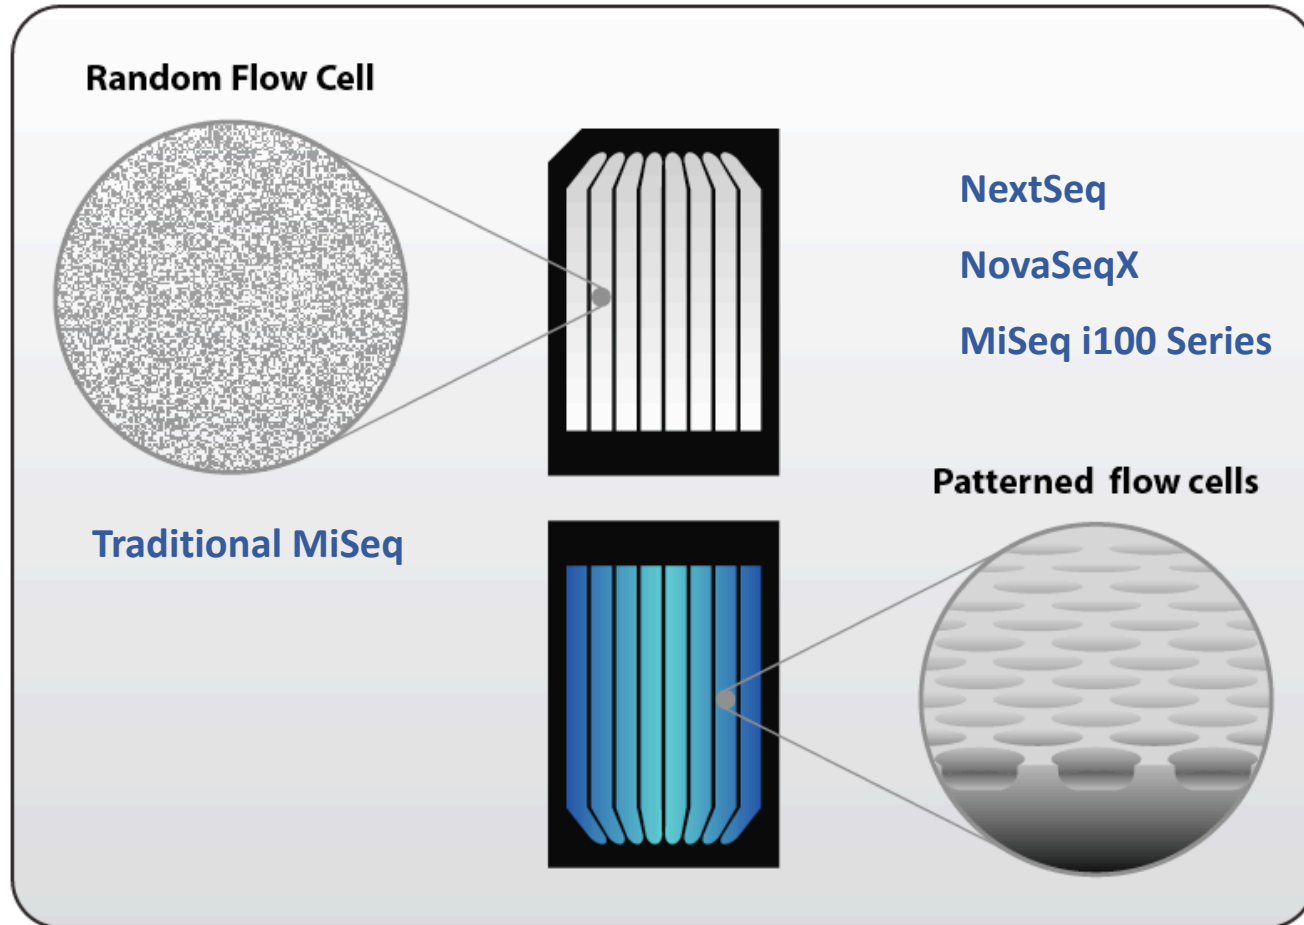 Random Flow Cell
Traditional MiSeq
NextSeq
NovaSeqX
MiSeq i100 Series
Patterned flow cells